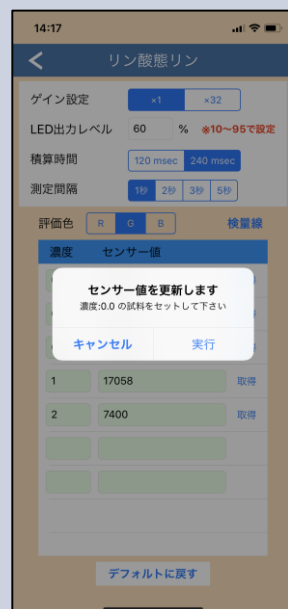 14:17
リン酸態リン
ゲイン設定 ×1 ×32
LED出力レベル 60 % ※10〜95で設定
積算時間 120 msec 240 msec
測定間隔 1秒 2秒 3秒 5秒
評価色 R G B 検量線
濃度 センサー値
センサー値を更新します
濃度:0.0 の試料をセットして下さい
キャンセル 実行
1 17058 取得
2 7400 取得
デフォルトに戻す